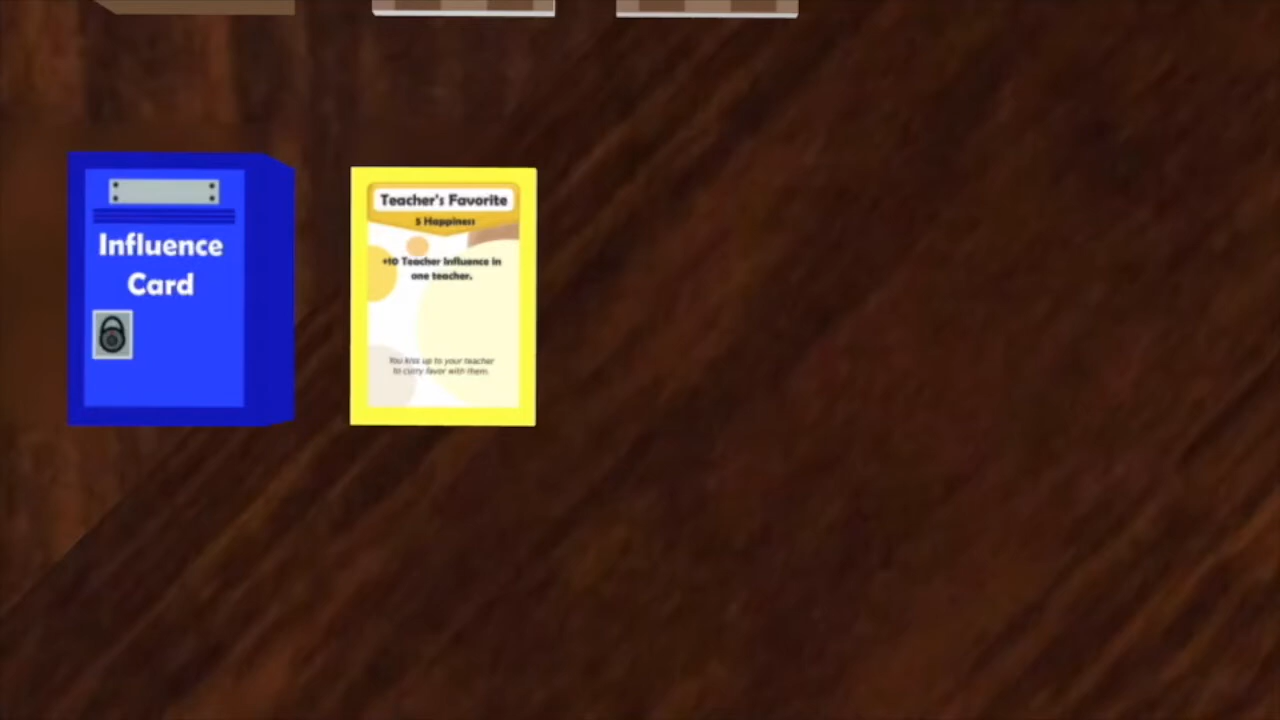 Influence
Card
Teacher's Favorite
5 Happiness
+10 Teacher Influence in
one teacher.
You kiss up to your teacher
to curry favor with them.